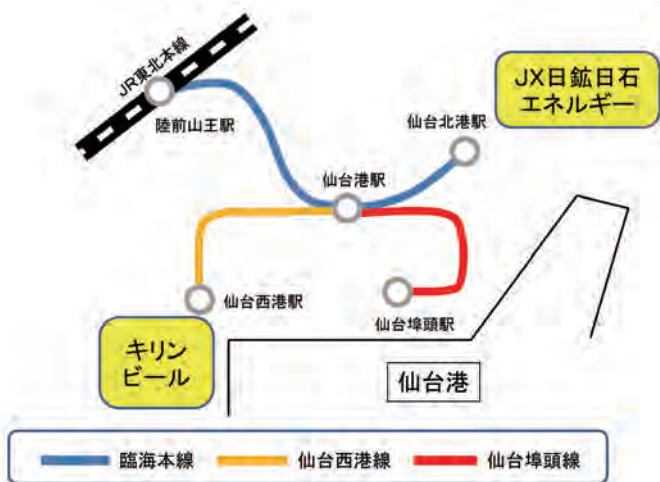 JR東北本線
陸前山王駅
JX日鉱日石
エネルギー
仙台北港駅
仙台港駅
仙台西港駅
仙台埠頭駅
キリン
ビール
仙台港
臨海本線
仙台西港線
仙台埠頭線